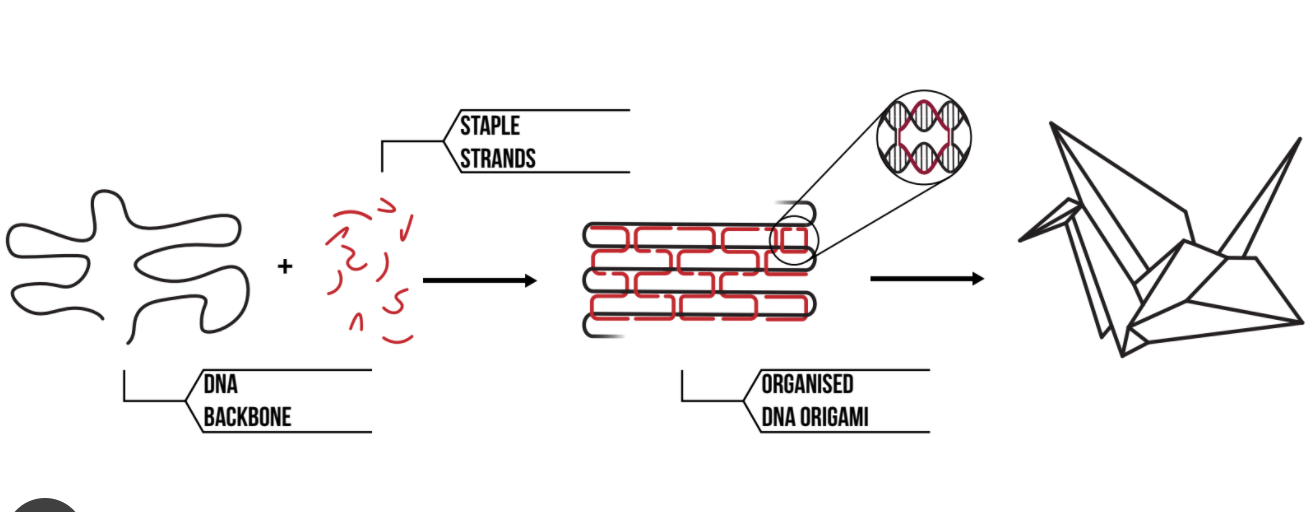 STAPLE
STRANDS
+
DNA
BACKBONE
ORGANISED
DNA ORIGAMI